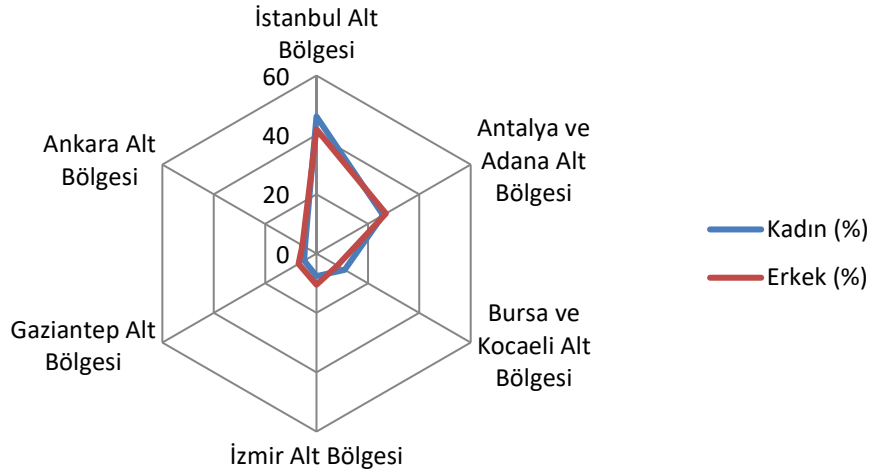 İstanbul Alt
Bölgesi
60
40
20
0
Antalya ve
Adana Alt
Bölgesi
Bursa ve
Kocaeli Alt
Bölgesi
İzmir Alt Bölgesi
Gaziantep Alt
Bölgesi
Ankara Alt
Bölgesi
Kadın (%)
Erkek (%)